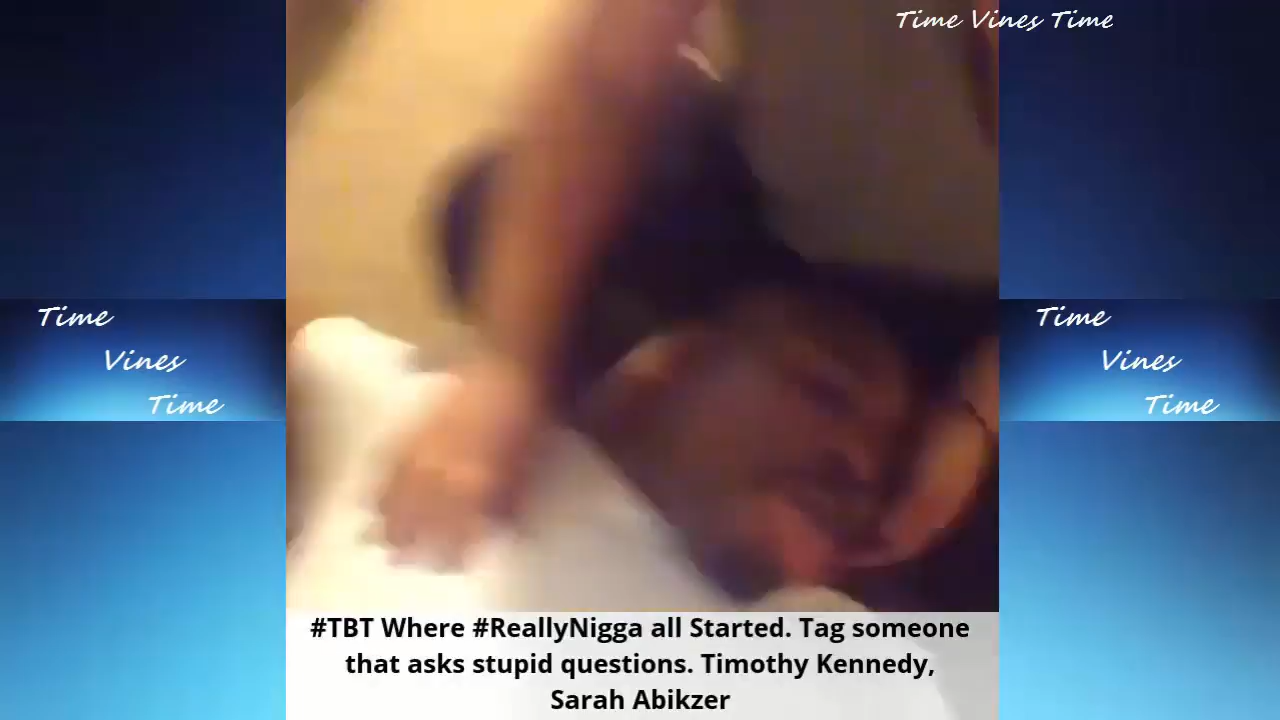 Time Vines Time
Time
Vines
Time
Time
Vines
Time
#TBT Where #ReallyNigga all Started. Tag someone
that asks stupid questions. Timothy Kennedy,
Sarah Abikzer